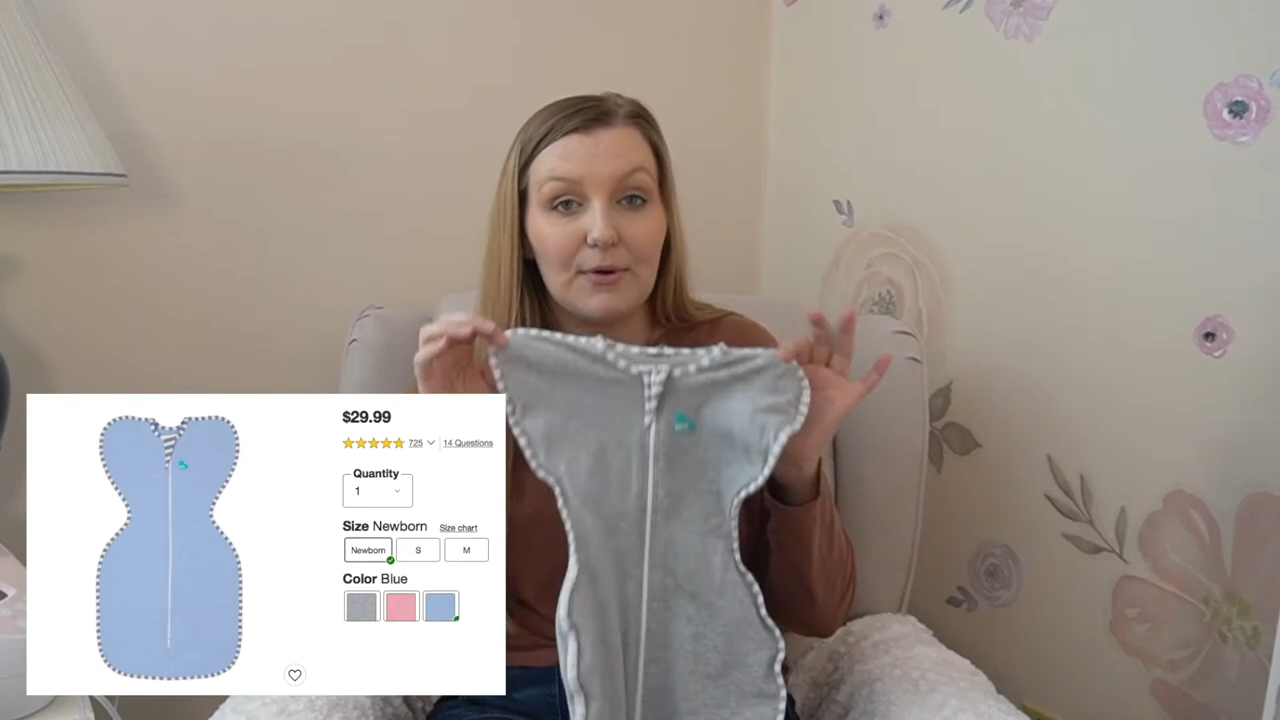 $29.99
725
14 Questions
Quantity
1
Size Newborn
Size chart
Newborn
S
M
Color Blue